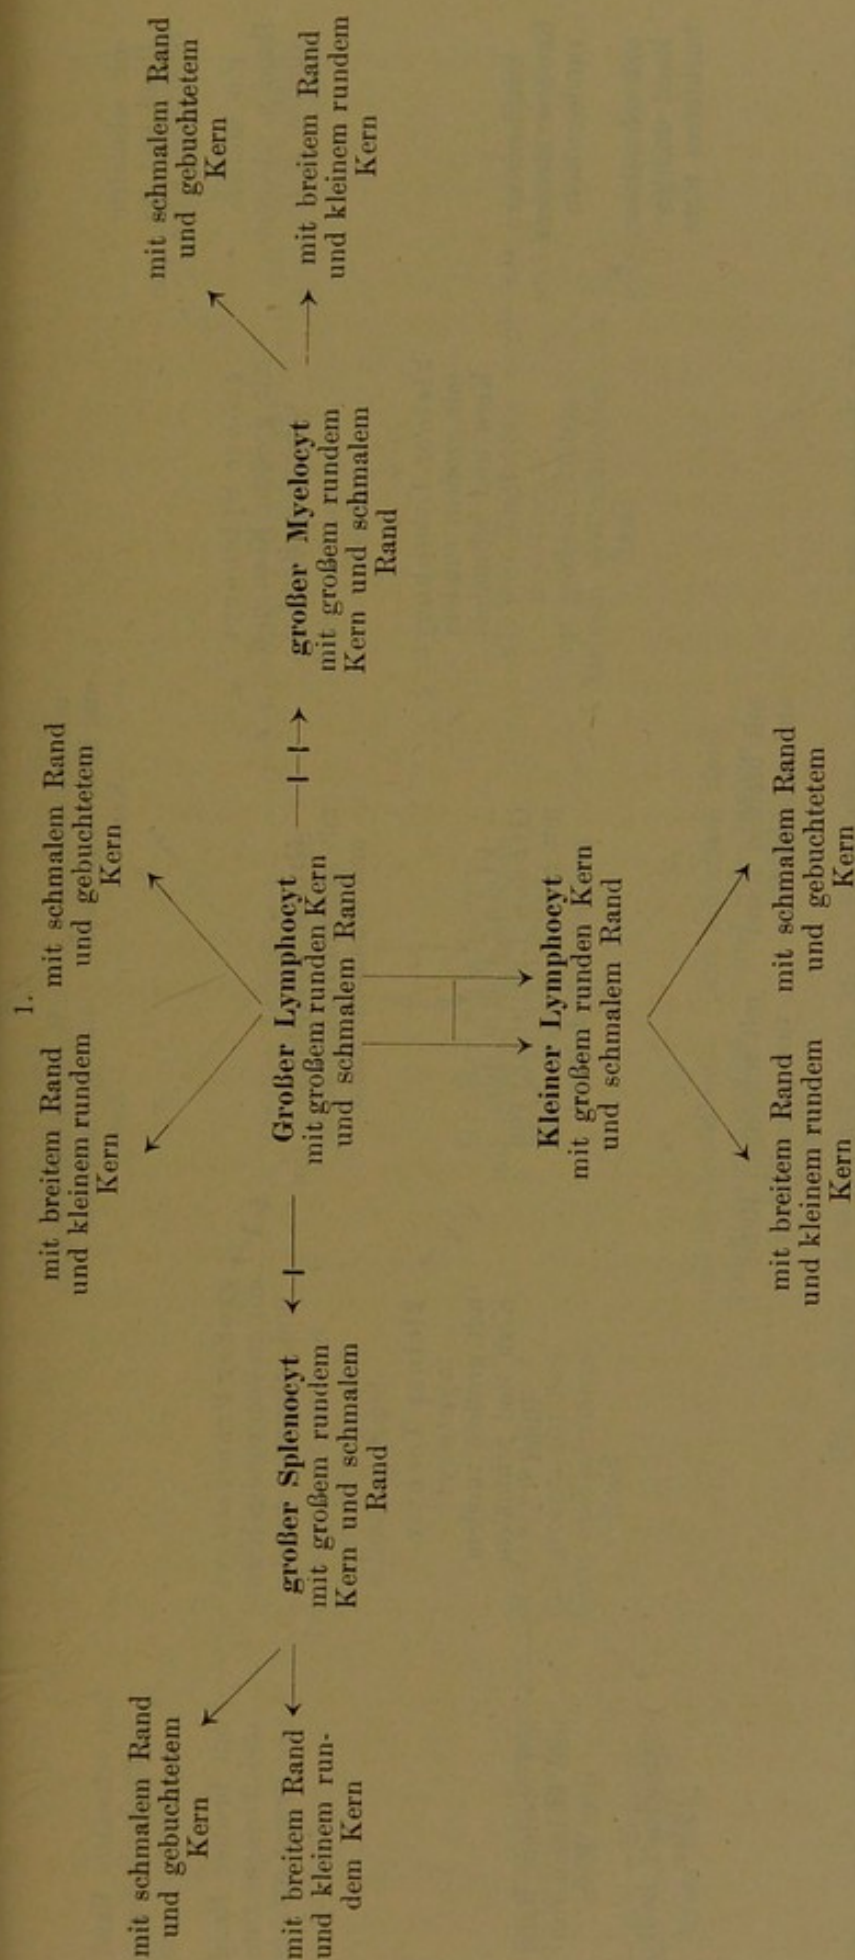 1.
mit breitem Rand
und kleinem rundem
Kern
mit schmalem Rand
und gebuchtetem
Kern
mit schmalem Rand
und gebuchtetem
Kern
mit breitem Rand
und kleinem run-
dem Kern
großer Splenocyt
mit großem rundem
Kern und schmalem
Rand
Großer Lymphocyt
mit großem runden Kern
und schmalem Rand
großer Myelocyt
mit großem rundem
Kern und schmalem
Rand
mit schmalem Rand
und gebuchtetem
Kern
mit breitem Rand
und kleinem rundem
Kern
Kleiner Lymphocyt
mit großem runden Kern
und schmalem Rand
mit breitem Rand
und kleinem rundem
Kern
mit schmalem Rand
und gebuchtetem
Kern